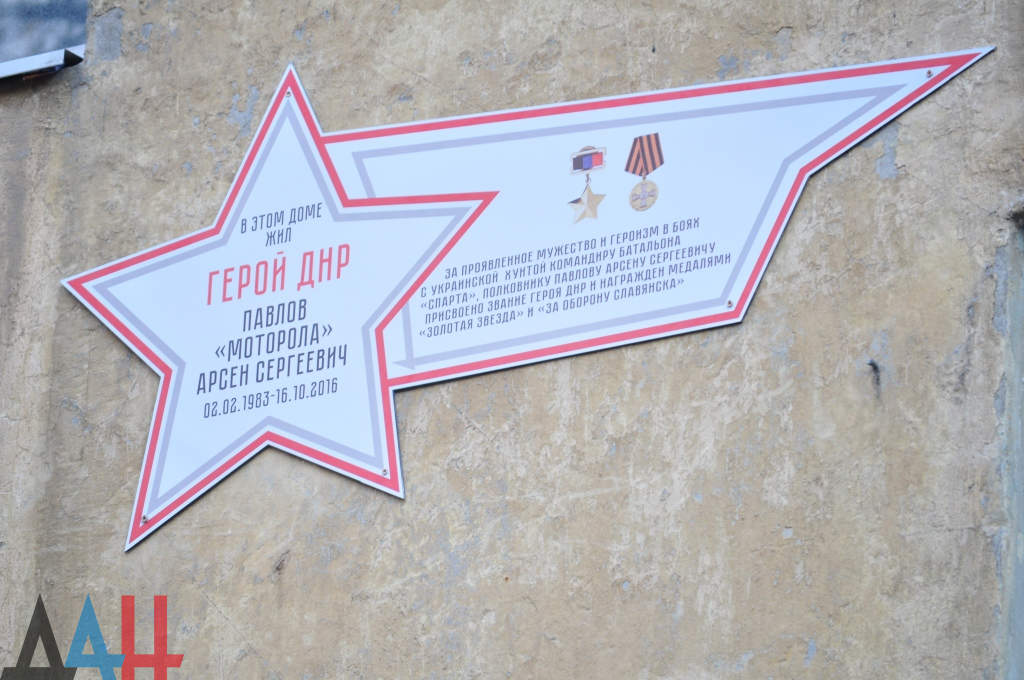 В ЭТОМ ДОМЕ
ЖИЛ
ГЕРОЙ ДНР
ПАВЛОВ
«МОТОРОЛА»
АРСЕН СЕРГЕЕВИЧ
02.02.1983-16.10.2016
ЗА ПРОЯВЛЕННОЕ МУЖЕСТВО И ГЕРОИЗМ В БОЯХ
С УКРАИНСКОЙ ХУНТОЙ КОМАНДИРУ БАТАЛЬОНА
«СПАРТА», ПОЛКОВНИКУ ПАВЛОВУ АРСЕНУ СЕРГЕЕВИЧУ
ПРИСВОЕНО ЗВАНИЕ ГЕРОЯ ДНР И НАГРАЖДЕН МЕДАЛЯМИ
«ЗОЛОТАЯ ЗВЕЗДА» И «ЗА ОБОРОНУ СЛАВЯНСКА»
ДАН